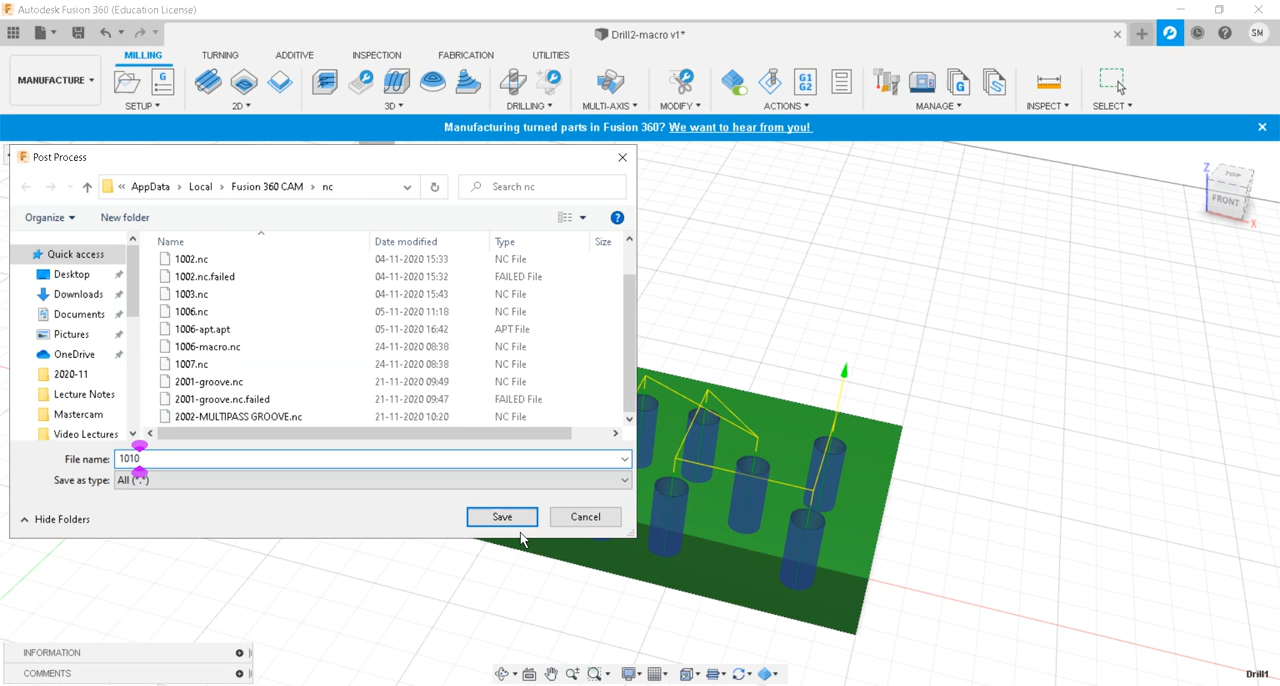 Autodesk Fusion 360 (Education License)
Drill2-macro v1*
SM
MANUFACTURE
MILLING TURNING ADDITIVE INSPECTION FABRICATION UTILITIES
G G1 G2 G S
SETUP 2D 3D DRILLING MULTI-AXIS MODIFY ACTIONS MANAGE INSPECT SELECT
Manufacturing turned parts in Fusion 360? We want to hear from you!
Post Process
« AppData > Local > Fusion 360 CAM > nc
Search nc
Organize New folder
Name Date modified Type Size
Quick access
Desktop
Downloads
Documents
Pictures
OneDrive
2020-11
Lecture Notes
Mastercam
Video Lectures
1002.nc 04-11-2020 15:33 NC File
1002.nc.failed 04-11-2020 15:32 FAILED File
1003.nc 04-11-2020 15:43 NC File
1006.nc 05-11-2020 11:18 NC File
1006-apt.apt 05-11-2020 16:42 APT File
1006-macro.nc 24-11-2020 08:38 NC File
1007.nc 24-11-2020 08:38 NC File
2001-groove.nc 21-11-2020 09:49 NC File
2001-groove.nc.failed 21-11-2020 09:47 FAILED File
2002-MULTIPASS GROOVE.nc 21-11-2020 10:20 NC File
File name: 1010
Save as type: All (*.*)
Hide Folders
Save Cancel
Z
TOP
FRONT
X
INFORMATION
COMMENTS
Drill1